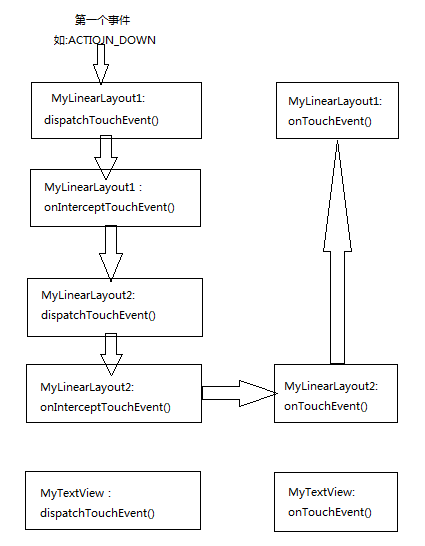 第一个事件
如:ACTIOIN_DOWN
MyLinearLayout1:
dispatchTouchEvent()
MyLinearLayout1:
onTouchEvent()
MyLinearLayout1：
onInterceptTouchEvent()
MyLinearLayout2:
dispatchTouchEvent()
MyLinearLayout2:
onInterceptTouchEvent()
MyLinearLayout2:
onTouchEvent()
MyTextView：
dispatchTouchEvent()
MyTextView:
onTouchEvent()